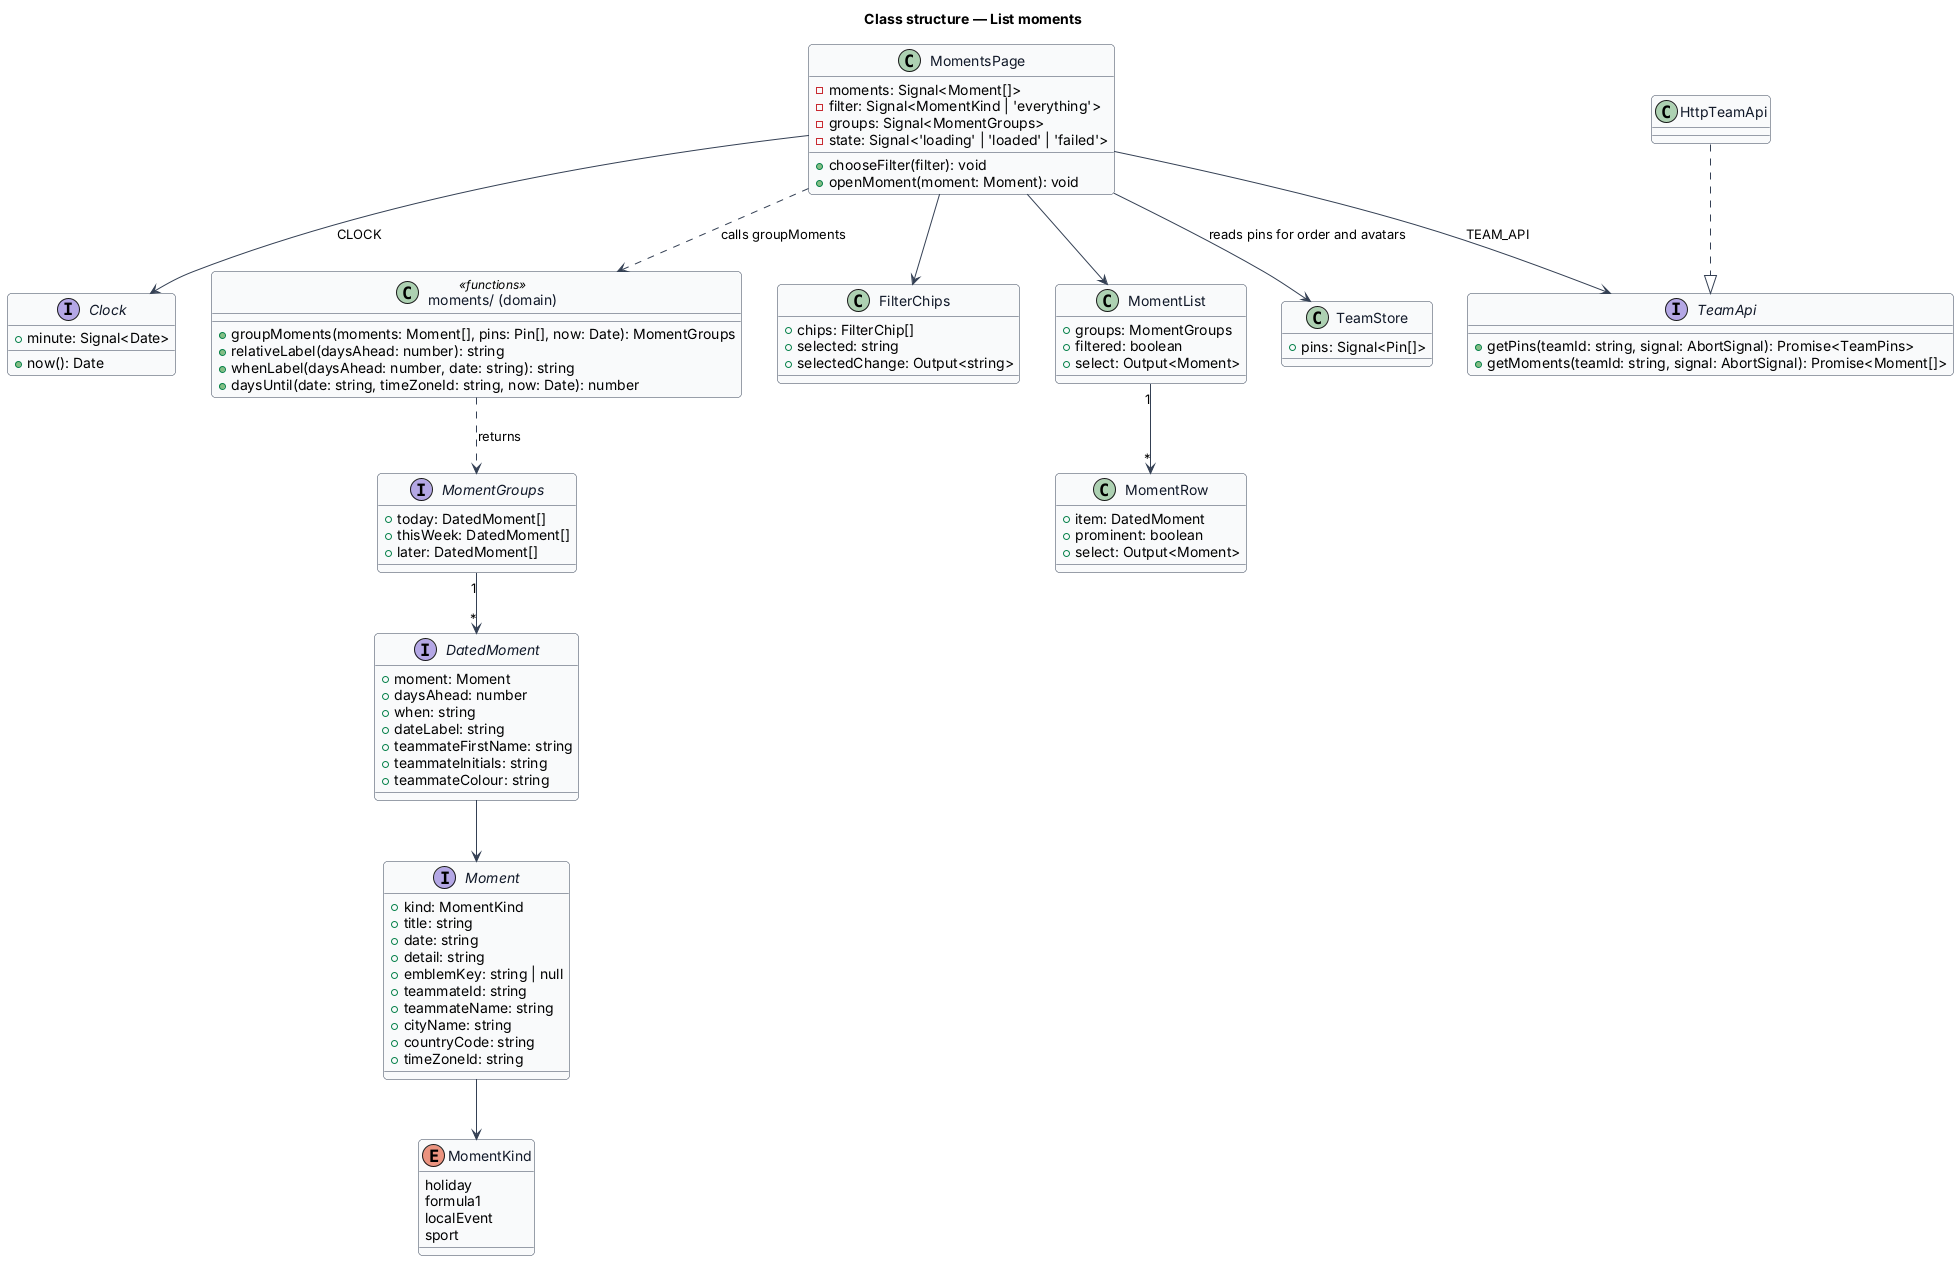 Class structure — List moments
C MomentsPage
moments: Signal<Moment[]>
filter: Signal<MomentKind | 'everything'>
groups: Signal<MomentGroups>
state: Signal<'loading' | 'loaded' | 'failed'>
chooseFilter(filter): void
openMoment(moment: Moment): void
C HttpTeamApi
CLOCK
calls groupMoments
reads pins for order and avatars
TEAM_API
I Clock
minute: Signal<Date>
now(): Date
C «functions»
moments/ (domain)
groupMoments(moments: Moment[], pins: Pin[], now: Date): MomentGroups
relativeLabel(daysAhead: number): string
whenLabel(daysAhead: number, date: string): string
daysUntil(date: string, timeZoneId: string, now: Date): number
C FilterChips
chips: FilterChip[]
selected: string
selectedChange: Output<string>
C MomentList
groups: MomentGroups
filtered: boolean
select: Output<Moment>
C TeamStore
pins: Signal<Pin[]>
I TeamApi
getPins(teamId: string, signal: AbortSignal): Promise<TeamPins>
getMoments(teamId: string, signal: AbortSignal): Promise<Moment[]>
returns
1
*
I MomentGroups
today: DatedMoment[]
thisWeek: DatedMoment[]
later: DatedMoment[]
C MomentRow
item: DatedMoment
prominent: boolean
select: Output<Moment>
1
*
I DatedMoment
moment: Moment
daysAhead: number
when: string
dateLabel: string
teammateFirstName: string
teammateInitials: string
teammateColour: string
I Moment
kind: MomentKind
title: string
date: string
detail: string
emblemKey: string | null
teammateId: string
teammateName: string
cityName: string
countryCode: string
timeZoneId: string
E MomentKind
holiday
formula1
localEvent
sport